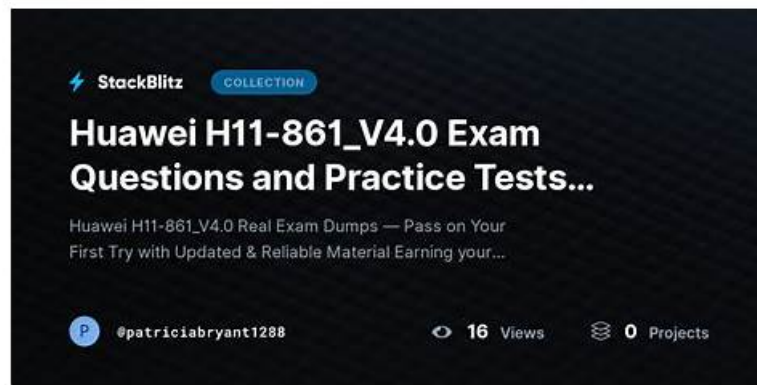 StackBlitz COLLECTION
Huawei H11-861_V4.0 Exam
Questions and Practice Tests...
Huawei H11-861_V4.0 Real Exam Dumps — Pass on Your
First Try with Updated & Reliable Material Earning your...
P @patriciabryant1288 16 Views 0 Projects